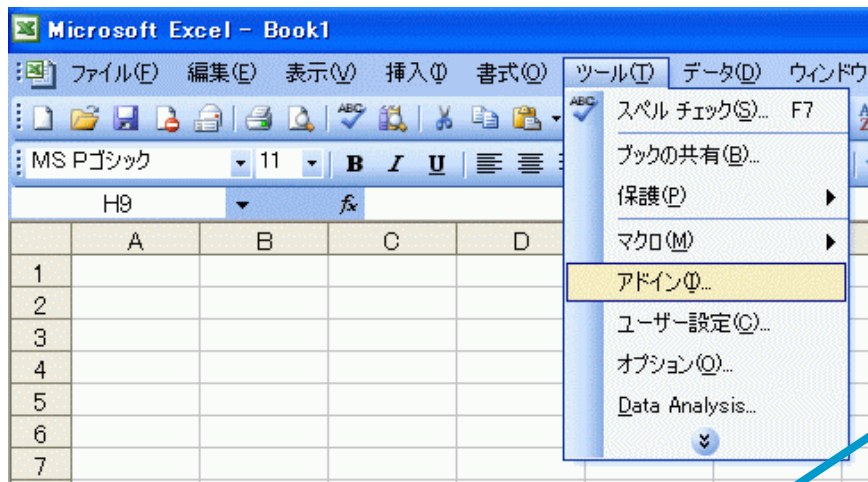 Microsoft Excel - Book1
ファイル(F) 編集(E) 表示(V) 挿入(I) 書式(O) ツール(T) データ(D) ウィンドウ
MS Pゴシック 11 B I U
H9 fx
A B C D
1
2
3
4
5
6
7
ABC スペル チェック(S)... F7
ブックの共有(B)...
保護(P)
マクロ(M)
アドイン(I)...
ユーザー設定(C)...
オプション(O)...
Data Analysis...